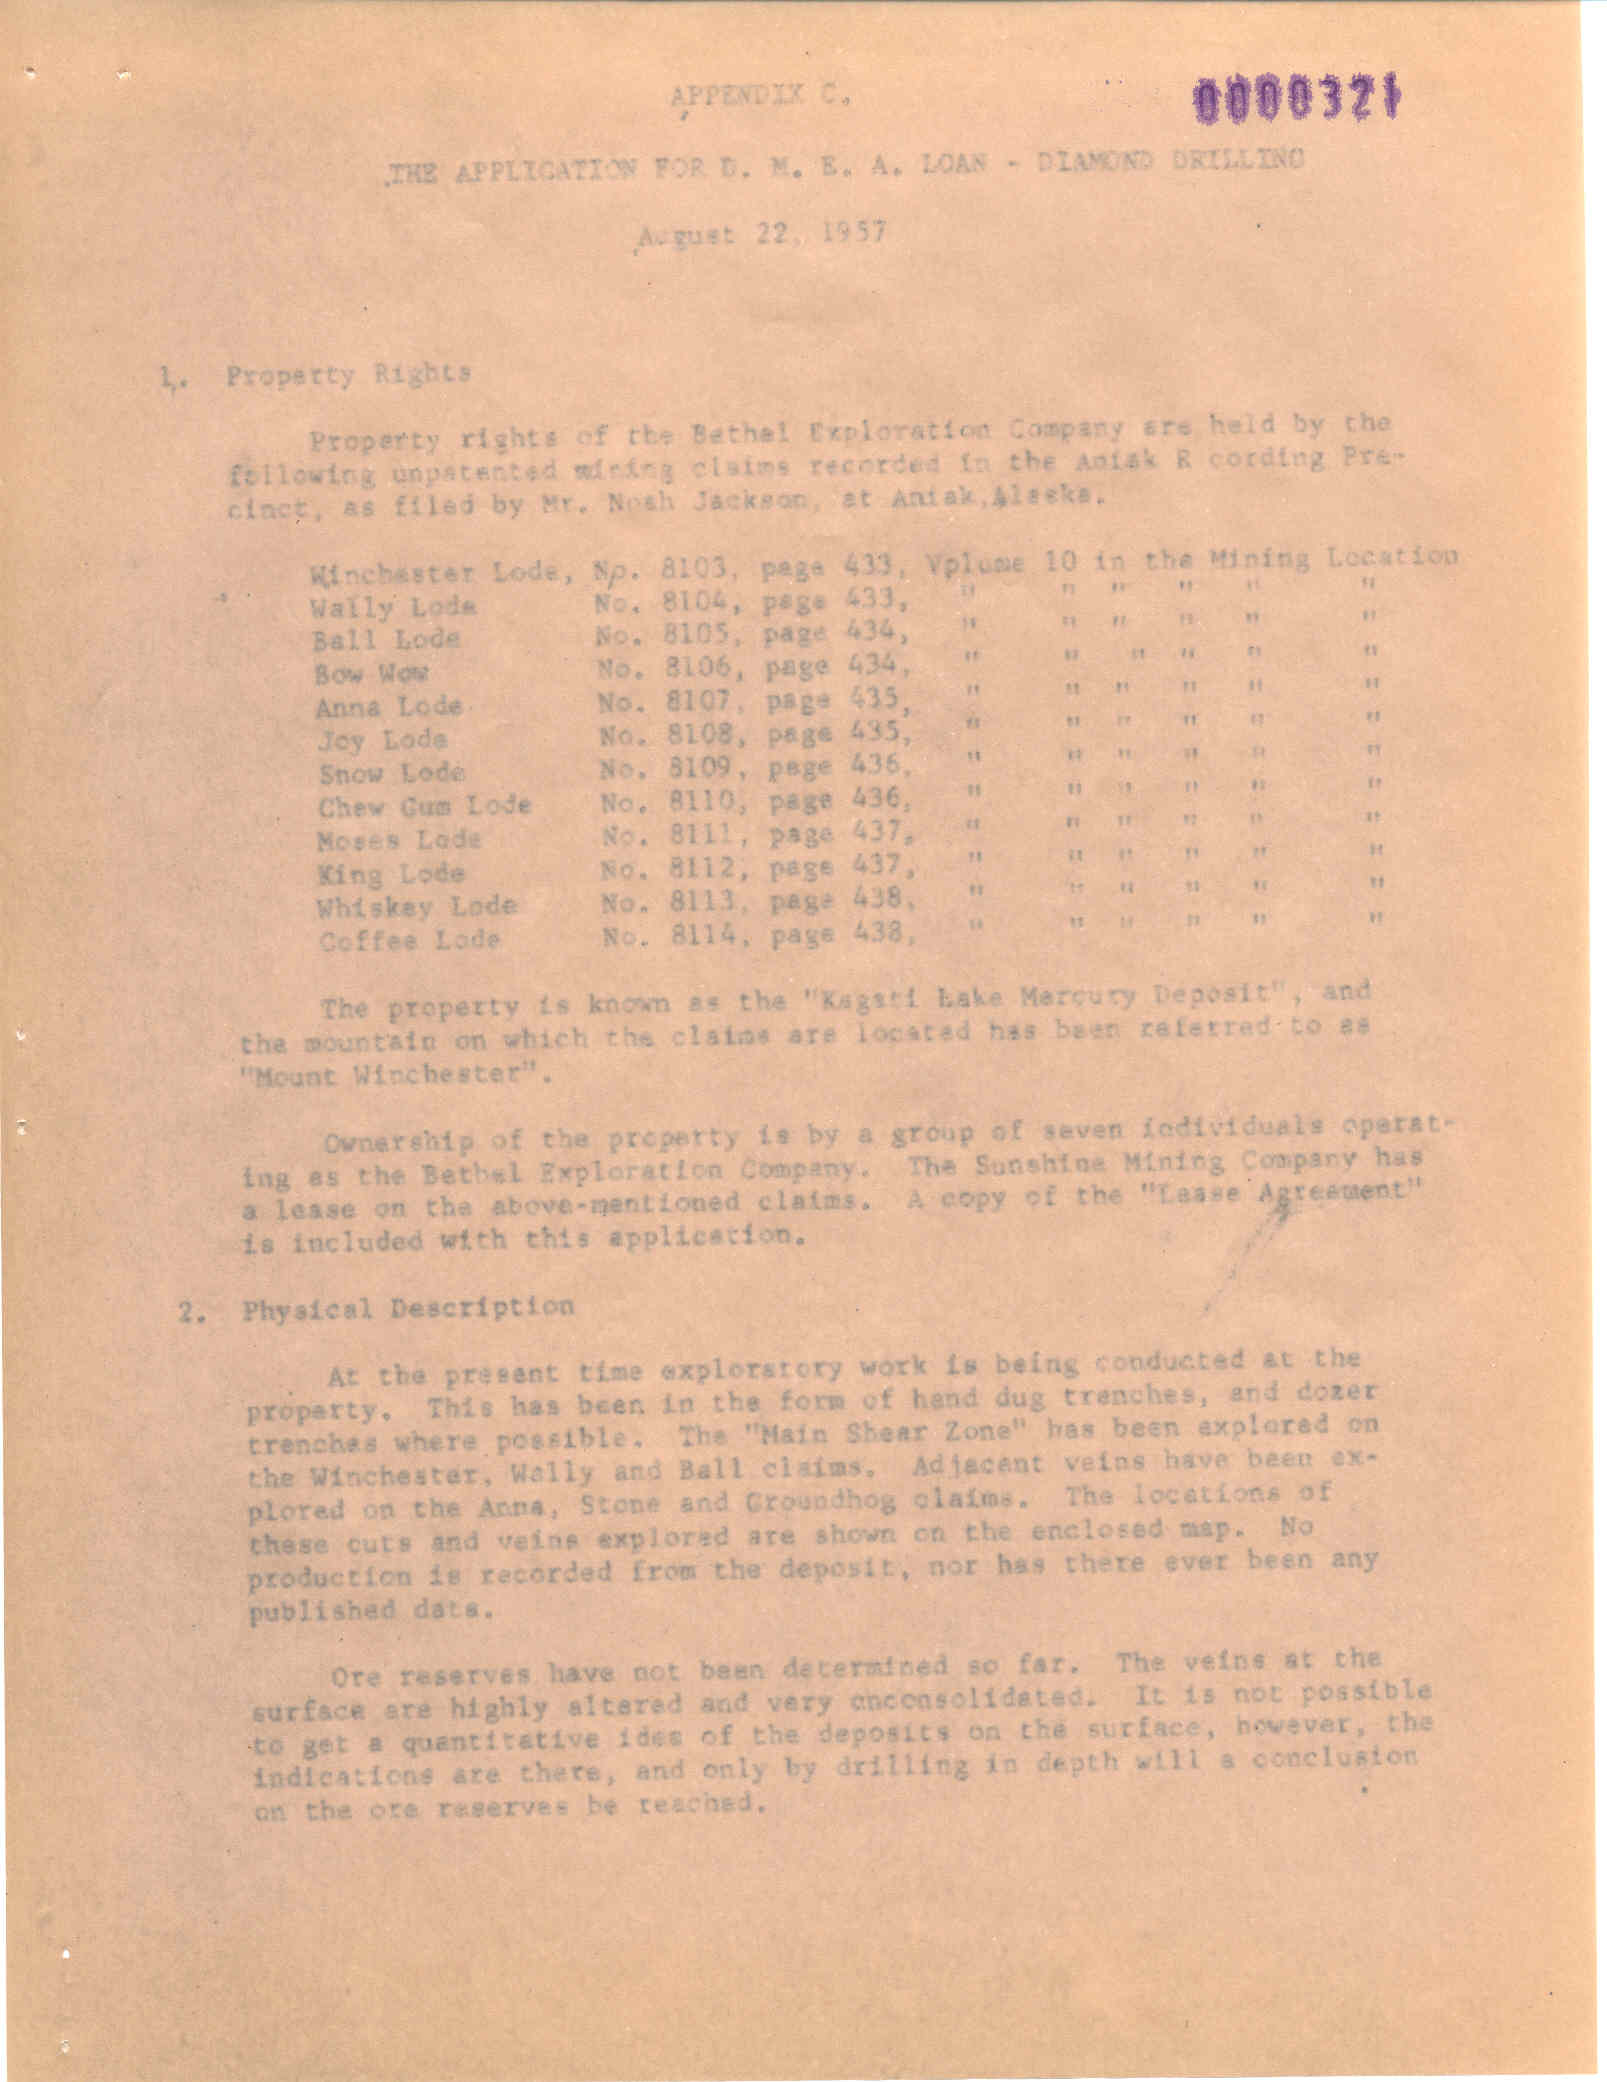 APPENDIX C.
0000321
THE APPLICATION FOR D. M. E. A. LOAN - DIAMOND DRILLING
August 22, 1957
1. Property Rights
Property rights of the Bethel Exploration Company are held by the
following unpatented mining claims recorded in the Aniak R cording Pre-
cinct, as filed by Mr. Noah Jackson, at Aniak,Alaska.
Winchester Lode, No. 8103, page 433, Volume 10 in the Mining Location
Wally Lode No. 8104, page 433, " " " " " "
Ball Lode No. 8105, page 434, " " " " " "
Bow Wow No. 8106, page 434, " " " " " "
Anna Lode No. 8107, page 435, " " " " " "
Joy Lode No. 8108, page 435, " " " " " "
Snow Lode No. 8109, page 436, " " " " " "
Chew Gum Lode No. 8110, page 436, " " " " " "
Moses Lode No. 8111, page 437, " " " " " "
King Lode No. 8112, page 437, " " " " " "
Whiskey Lode No. 8113, page 438, " " " " " "
Coffee Lode No. 8114, page 438, " " " " " "
The property is known as the "Kagati Lake Mercury Deposit", and
the mountain on which the claims are located has been referred to as
"Mount Winchester".
Ownership of the property is by a group of seven individuals operat-
ing as the Bethel Exploration Company. The Sunshine Mining Company has
a lease on the above-mentioned claims. A copy of the "Lease Agreement"
is included with this application.
2. Physical Description
At the present time exploratory work is being conducted at the
property. This has been in the form of hand dug trenches, and dozer
trenches where possible. The "Main Shear Zone" has been explored on
the Winchester, Wally and Ball claims. Adjacent veins have been ex-
plored on the Anna, Stone and Groundhog claims. The locations of
these cuts and veins explored are shown on the enclosed map. No
production is recorded from the deposit, nor has there ever been any
published data.
Ore reserves have not been determined so far. The veins at the
surface are highly altered and very unconsolidated. It is not possible
to get a quantitative idea of the deposits on the surface, however, the
indications are there, and only by drilling in depth will a conclusion
on the ore reserves be reached.